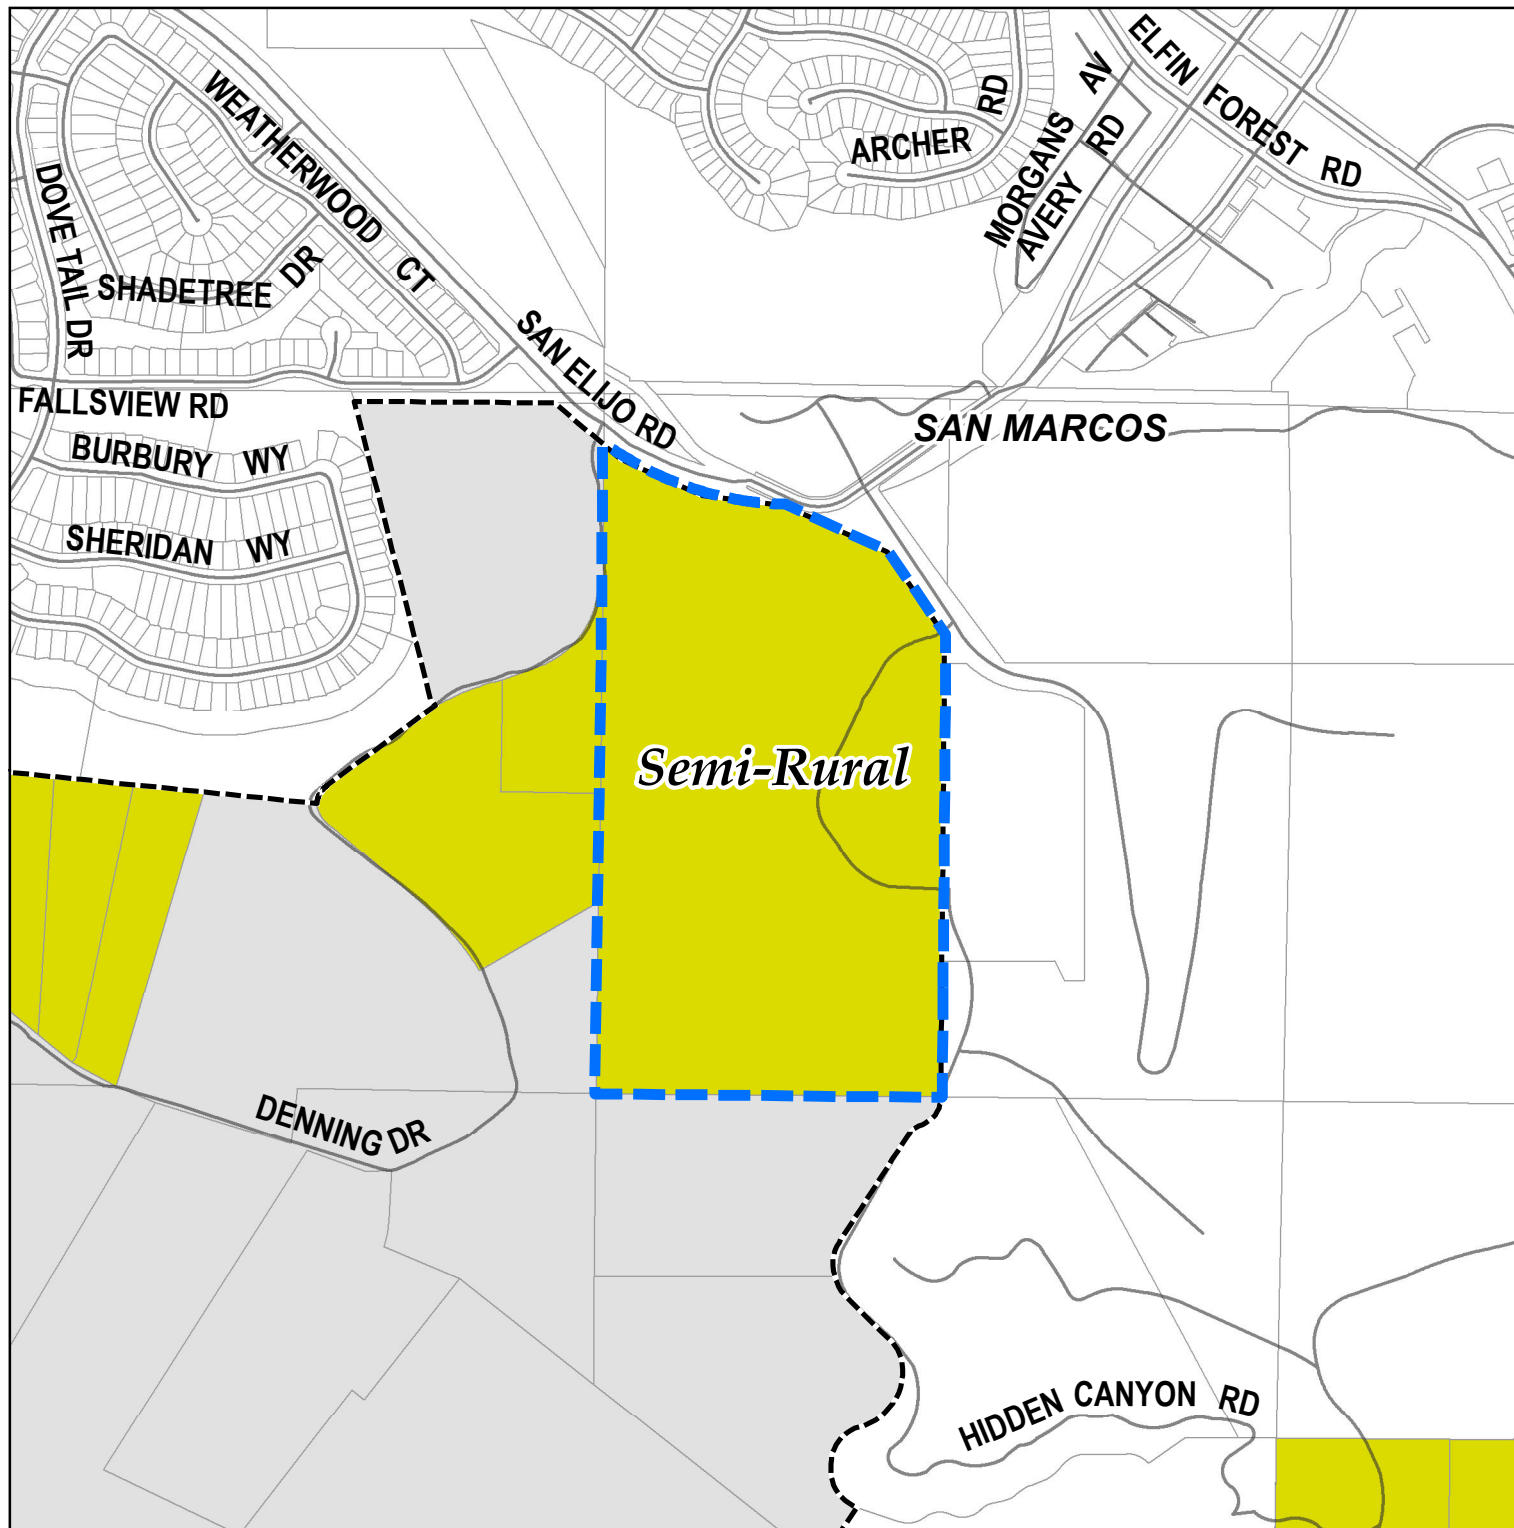 ELFIN FOREST RD
WEATHERWOOD CT
ARCHER RD
MORGANS AV
AVERY RD
DOVE TAIL DR
SHADETREE DR
SAN ELIJO RD
FALLSVIEW RD
SAN MARCOS
BURBURY WY
SHERIDAN WY
Semi-Rural
DENNING DR
HIDDEN CANYON RD